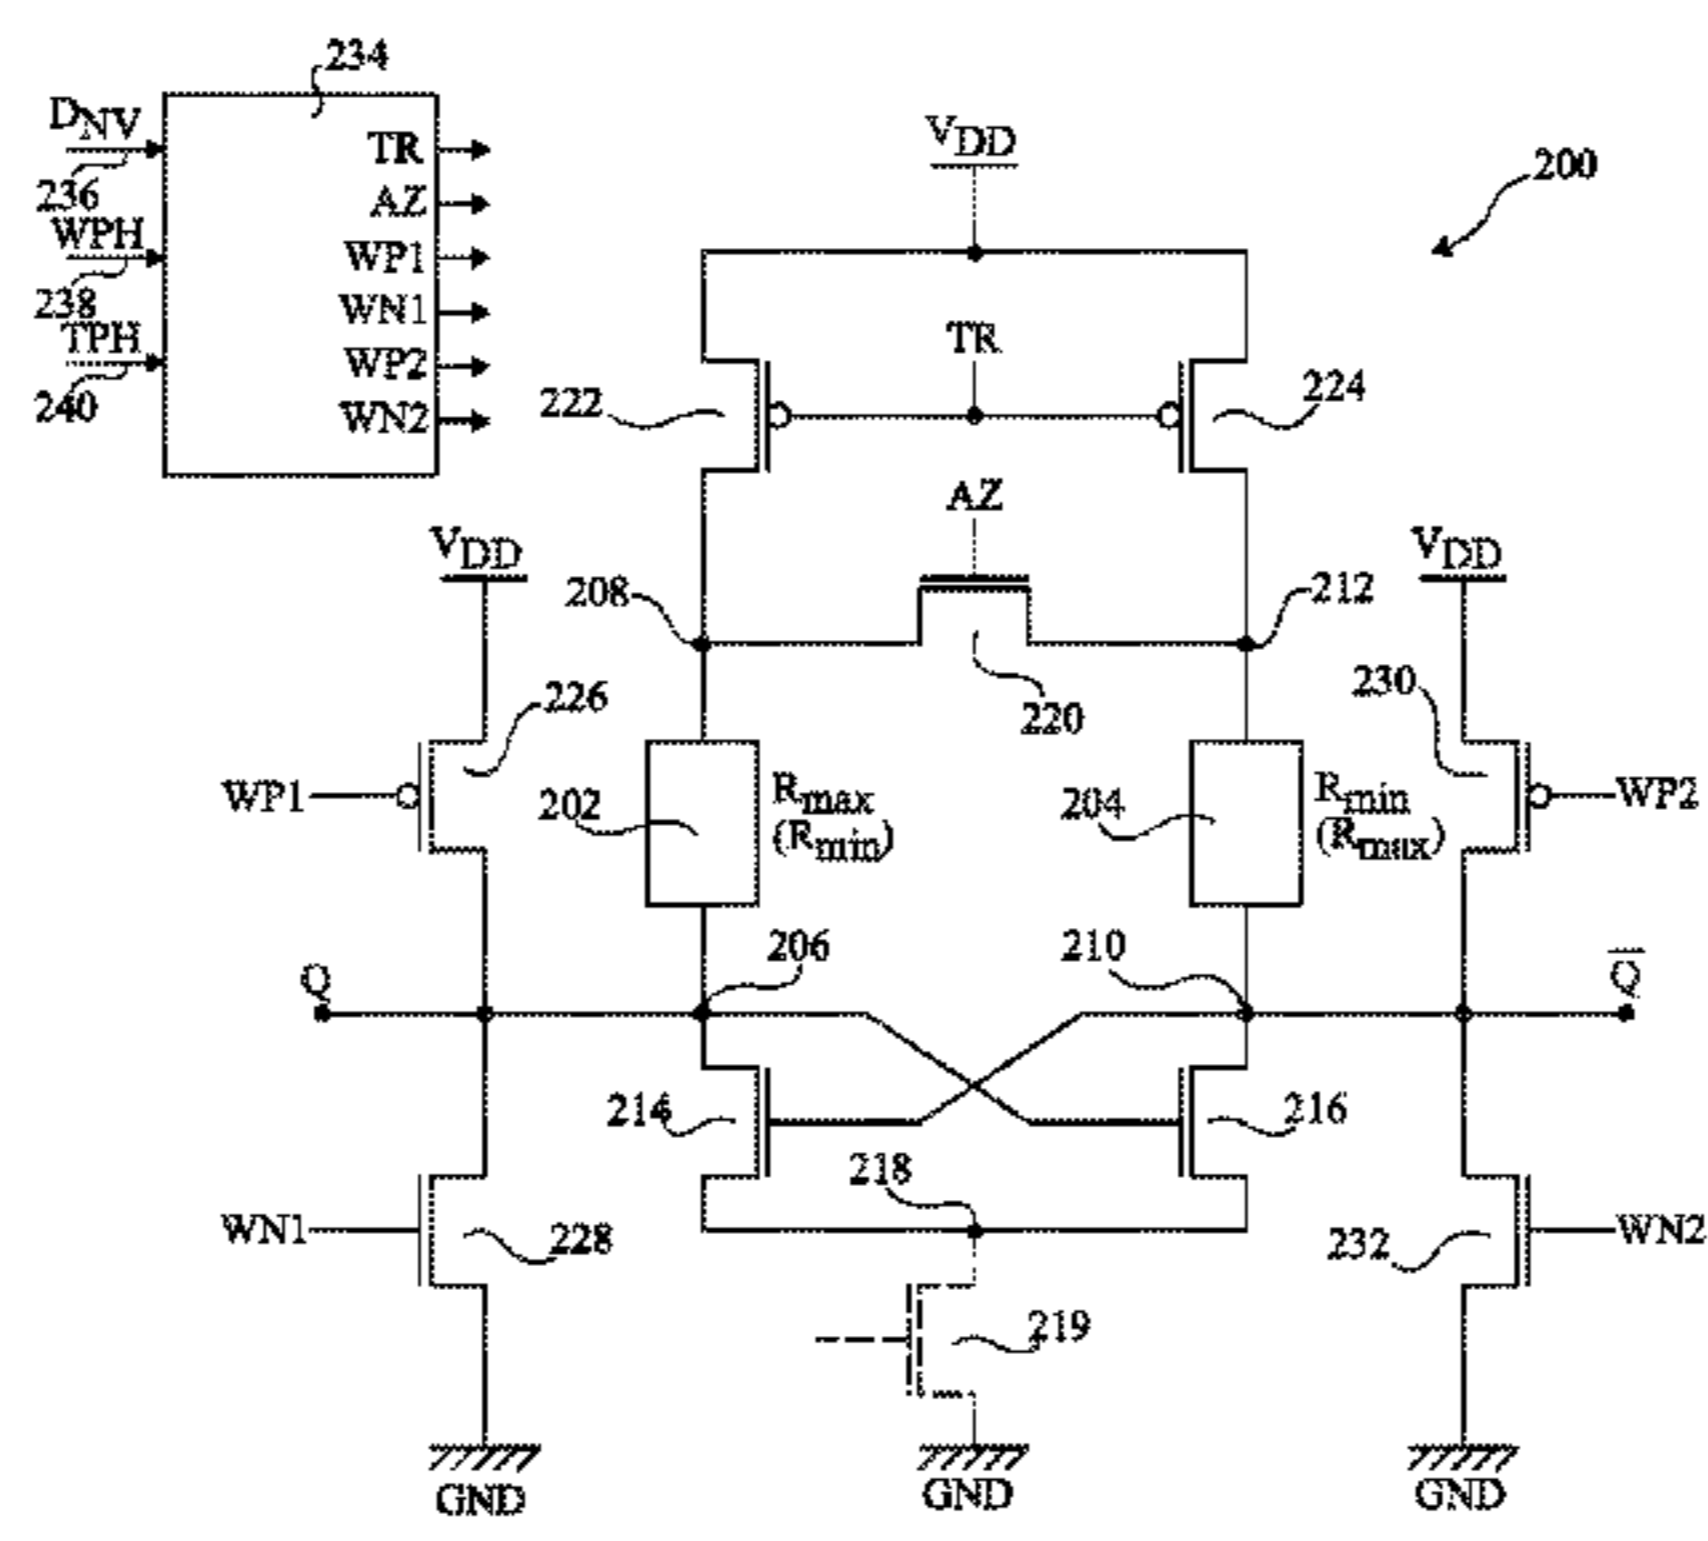 234
DNV
TR
236
AZ
WPH
WP1
238
WN1
TPH
WP2
240
WN2
VDD
200
TR
222
224
AZ
VDD
VDD
208
212
220
226
230
WP1
WP2
202
Rmax
(Rmin)
204
Rmin
(Rmax)
206
210
Q
Q̅
214
216
218
WN1
228
232
WN2
219
GND
GND
GND